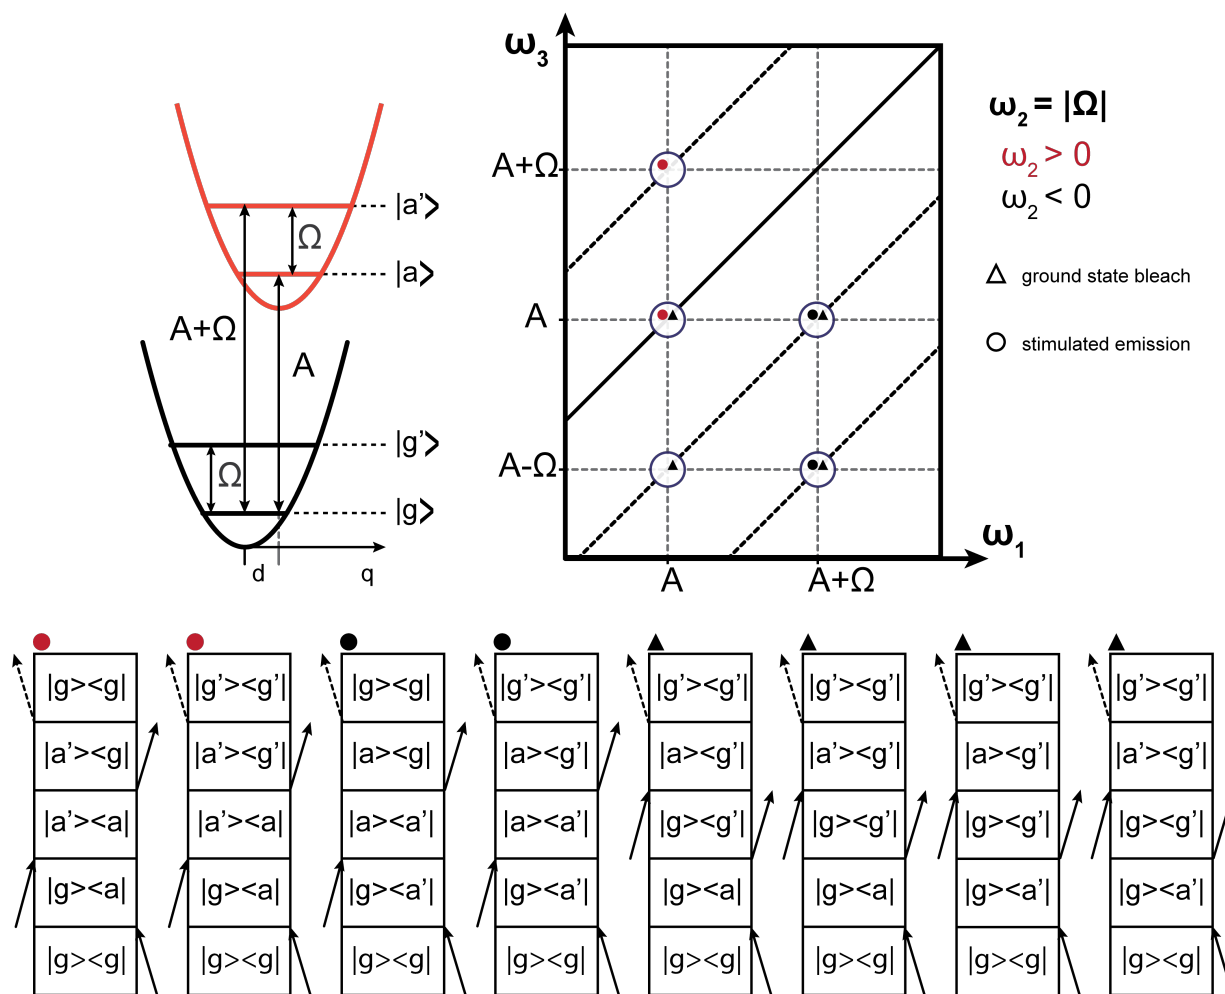 |a'>
Ω
|a>
A+Ω
A
|g'>
Ω
|g>
d
q
ω3
A+Ω
A
A-Ω
A
A+Ω
ω1
ω2 = |Ω|
ω2 > 0
ω2 < 0
ground state bleach
stimulated emission
|g><g| |g'><g'| |g><g| |g'><g'| |g'><g'| |g'><g'| |g'><g'| |g'><g'|
|a'><g| |a'><g'| |a><g| |a><g'| |a><g'| |a'><g'| |a><g'| |a'><g'|
|a'><a| |a'><a| |a><a'| |a><a'| |g><g'| |g><g'| |g><g'| |g><g'|
|g><a| |g><a| |g><a'| |g><a'| |g><a| |g><a| |g><a'| |g><a'|
|g><g| |g><g| |g><g| |g><g| |g><g| |g><g| |g><g| |g><g|